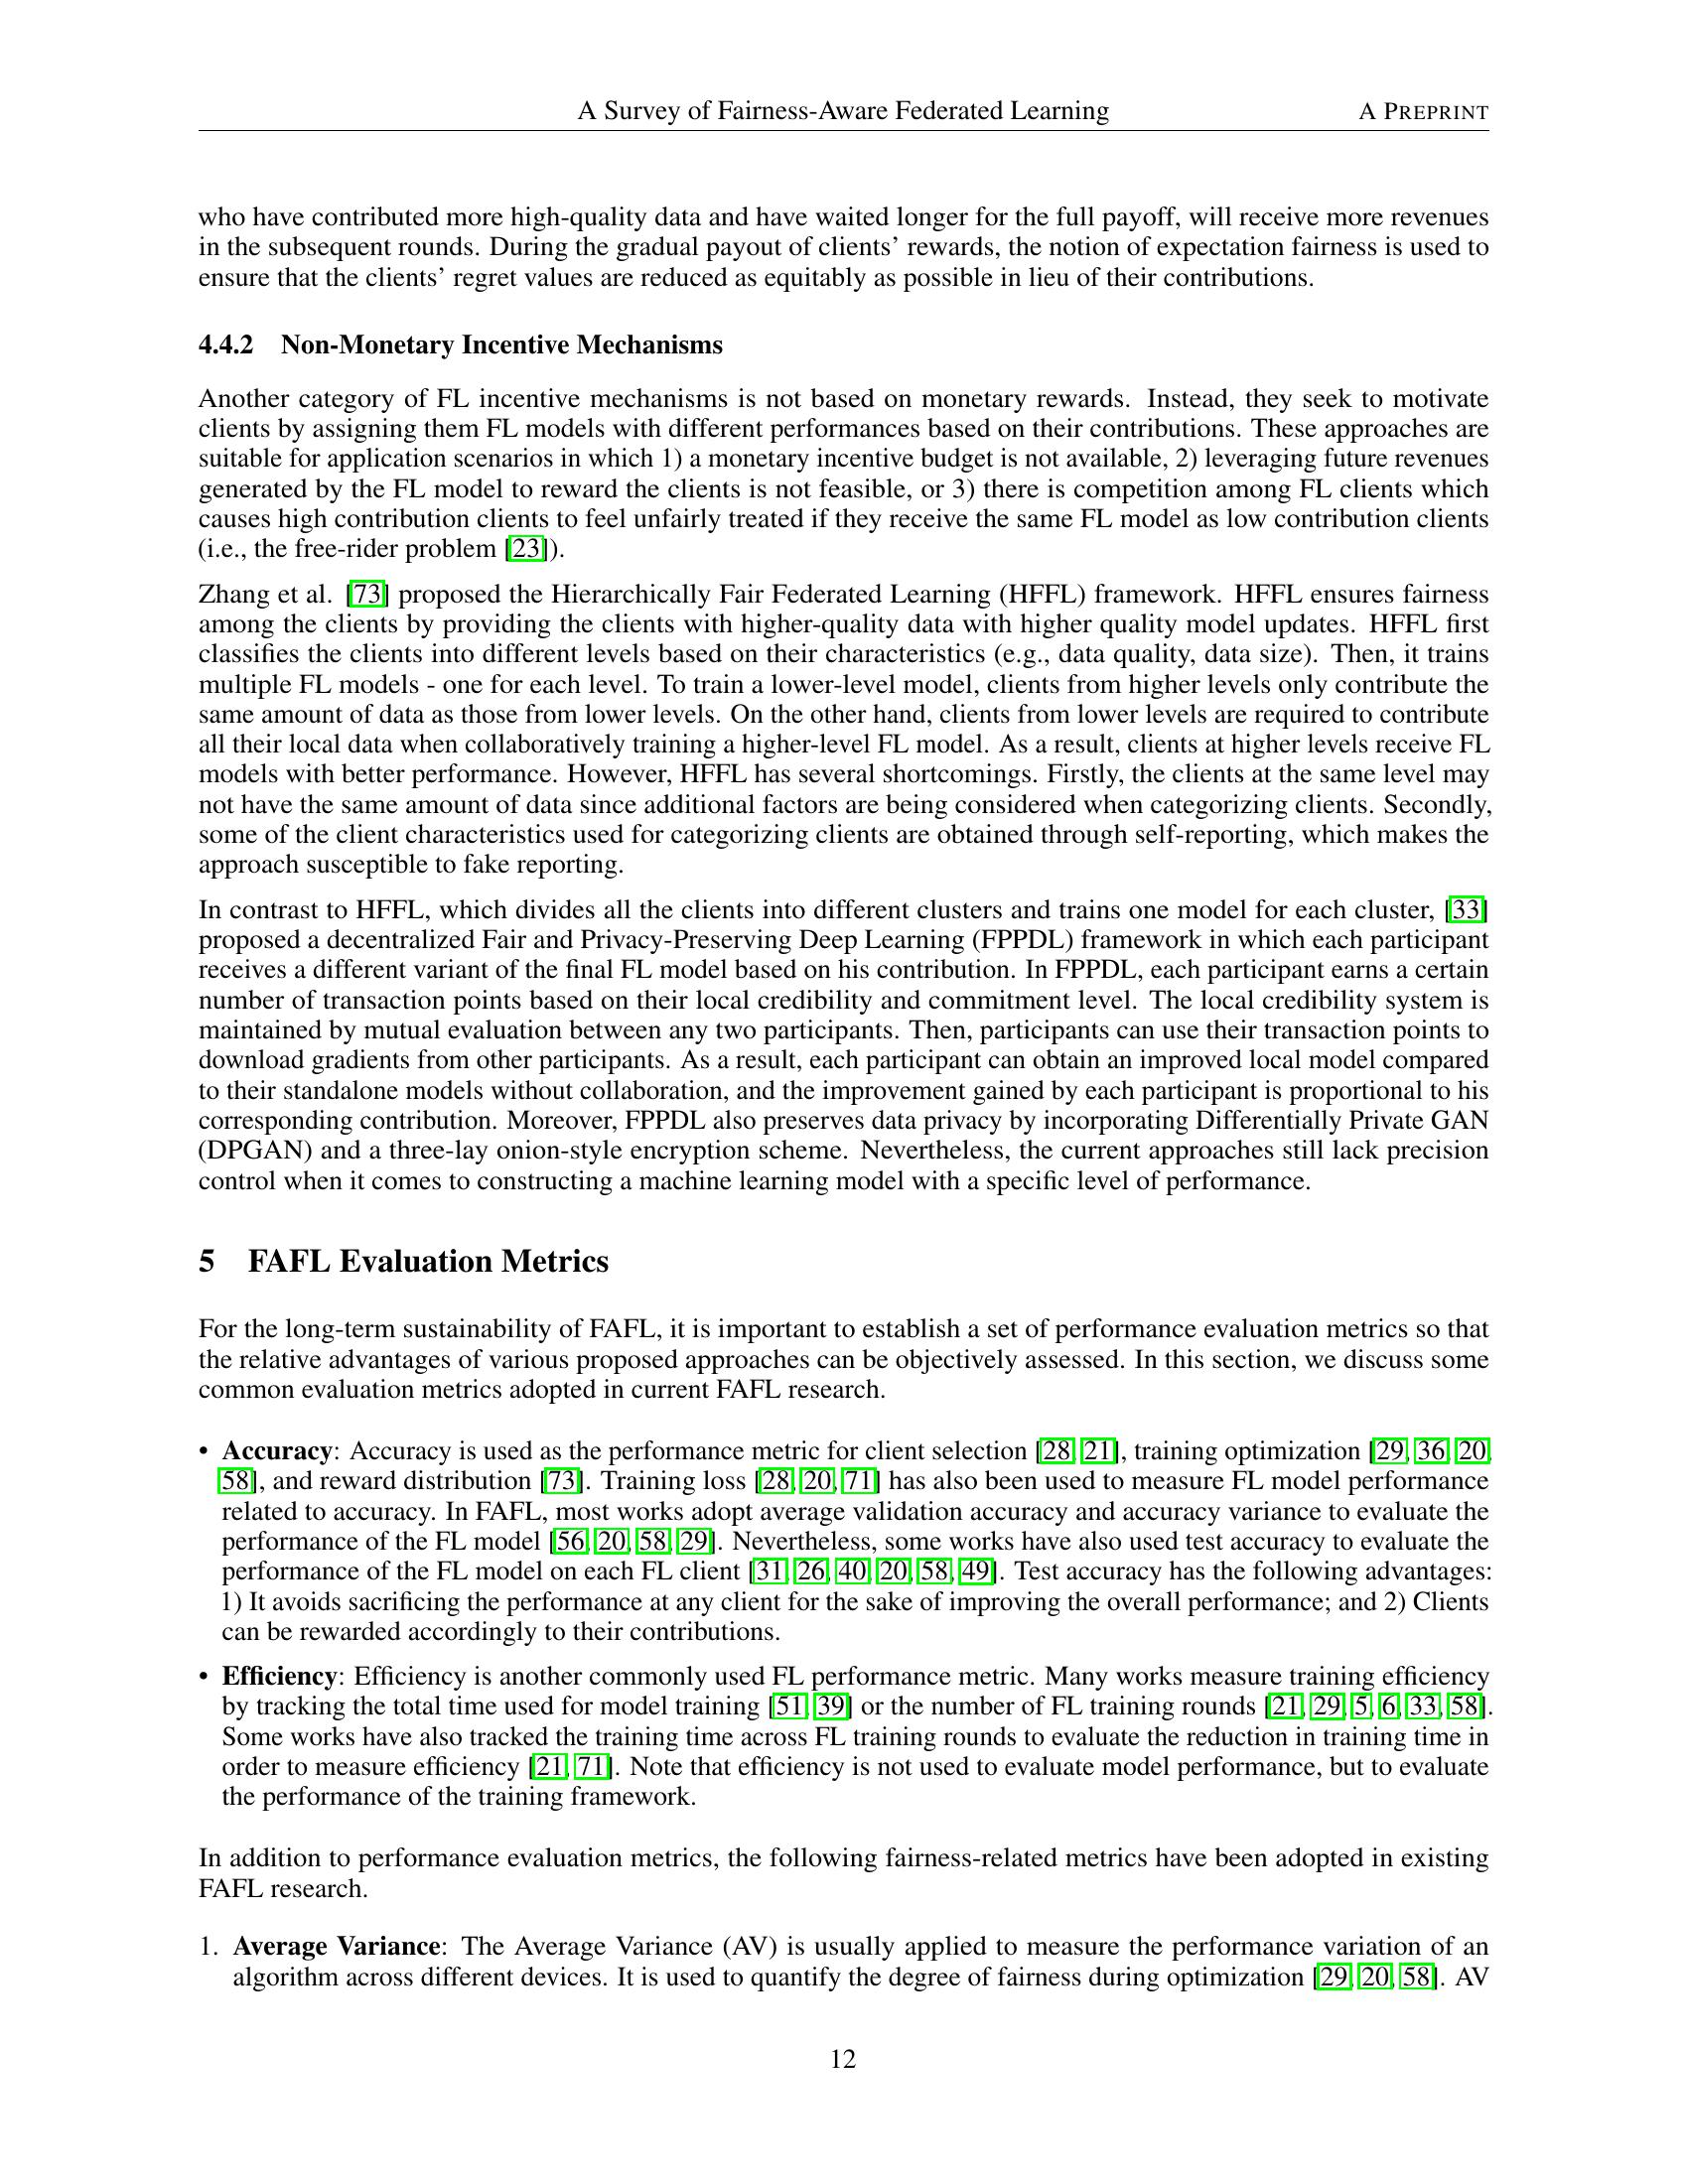 A Survey of Fairness-Aware Federated Learning A PREPRINT
who have contributed more high-quality data and have waited longer for the full payoff, will receive more revenues
in the subsequent rounds. During the gradual payout of clients' rewards, the notion of expectation fairness is used to
ensure that the clients' regret values are reduced as equitably as possible in lieu of their contributions.
4.4.2 Non-Monetary Incentive Mechanisms
Another category of FL incentive mechanisms is not based on monetary rewards. Instead, they seek to motivate
clients by assigning them FL models with different performances based on their contributions. These approaches are
suitable for application scenarios in which 1) a monetary incentive budget is not available, 2) leveraging future revenues
generated by the FL model to reward the clients is not feasible, or 3) there is competition among FL clients which
causes high contribution clients to feel unfairly treated if they receive the same FL model as low contribution clients
(i.e., the free-rider problem [23]).
Zhang et al. [73] proposed the Hierarchically Fair Federated Learning (HFFL) framework. HFFL ensures fairness
among the clients by providing the clients with higher-quality data with higher quality model updates. HFFL first
classifies the clients into different levels based on their characteristics (e.g., data quality, data size). Then, it trains
multiple FL models - one for each level. To train a lower-level model, clients from higher levels only contribute the
same amount of data as those from lower levels. On the other hand, clients from lower levels are required to contribute
all their local data when collaboratively training a higher-level FL model. As a result, clients at higher levels receive FL
models with better performance. However, HFFL has several shortcomings. Firstly, the clients at the same level may
not have the same amount of data since additional factors are being considered when categorizing clients. Secondly,
some of the client characteristics used for categorizing clients are obtained through self-reporting, which makes the
approach susceptible to fake reporting.
In contrast to HFFL, which divides all the clients into different clusters and trains one model for each cluster, [33]
proposed a decentralized Fair and Privacy-Preserving Deep Learning (FPPDL) framework in which each participant
receives a different variant of the final FL model based on his contribution. In FPPDL, each participant earns a certain
number of transaction points based on their local credibility and commitment level. The local credibility system is
maintained by mutual evaluation between any two participants. Then, participants can use their transaction points to
download gradients from other participants. As a result, each participant can obtain an improved local model compared
to their standalone models without collaboration, and the improvement gained by each participant is proportional to his
corresponding contribution. Moreover, FPPDL also preserves data privacy by incorporating Differentially Private GAN
(DPGAN) and a three-lay onion-style encryption scheme. Nevertheless, the current approaches still lack precision
control when it comes to constructing a machine learning model with a specific level of performance.
5 FAFL Evaluation Metrics
For the long-term sustainability of FAFL, it is important to establish a set of performance evaluation metrics so that
the relative advantages of various proposed approaches can be objectively assessed. In this section, we discuss some
common evaluation metrics adopted in current FAFL research.
• Accuracy: Accuracy is used as the performance metric for client selection [28, 21], training optimization [29, 36, 20,
58], and reward distribution [73]. Training loss [28, 20, 71] has also been used to measure FL model performance
related to accuracy. In FAFL, most works adopt average validation accuracy and accuracy variance to evaluate the
performance of the FL model [56, 20, 58, 29]. Nevertheless, some works have also used test accuracy to evaluate the
performance of the FL model on each FL client [31, 26, 40, 20, 58, 49]. Test accuracy has the following advantages:
1) It avoids sacrificing the performance at any client for the sake of improving the overall performance; and 2) Clients
can be rewarded accordingly to their contributions.
• Efficiency: Efficiency is another commonly used FL performance metric. Many works measure training efficiency
by tracking the total time used for model training [51, 39] or the number of FL training rounds [21, 29, 5, 6, 33, 58].
Some works have also tracked the training time across FL training rounds to evaluate the reduction in training time in
order to measure efficiency [21, 71]. Note that efficiency is not used to evaluate model performance, but to evaluate
the performance of the training framework.
In addition to performance evaluation metrics, the following fairness-related metrics have been adopted in existing
FAFL research.
1. Average Variance: The Average Variance (AV) is usually applied to measure the performance variation of an
algorithm across different devices. It is used to quantify the degree of fairness during optimization [29, 20, 58]. AV
12